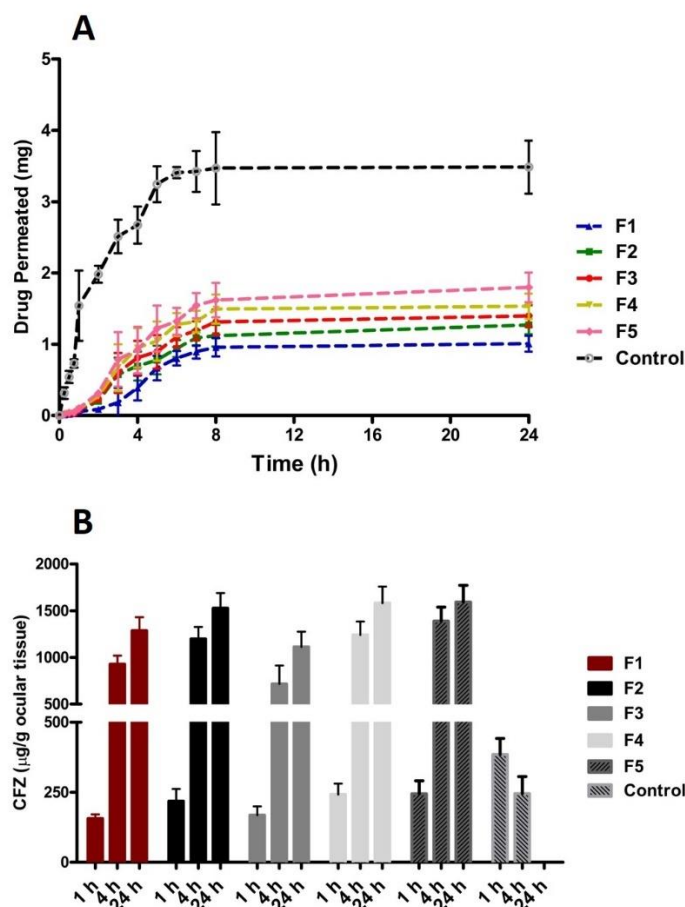 A
Drug Permeated (mg)
5
4
3
2
1
0
0 4 8 12 16 20 24
Time (h)
F1
F2
F3
F4
F5
Control
B
CFZ (µg/g ocular tissue)
2000
1500
1000
500
500
250
0
1 h 4 h 24 h 1 h 4 h 24 h 1 h 4 h 24 h 1 h 4 h 24 h 1 h 4 h 24 h 1 h 4 h 24 h
F1
F2
F3
F4
F5
Control